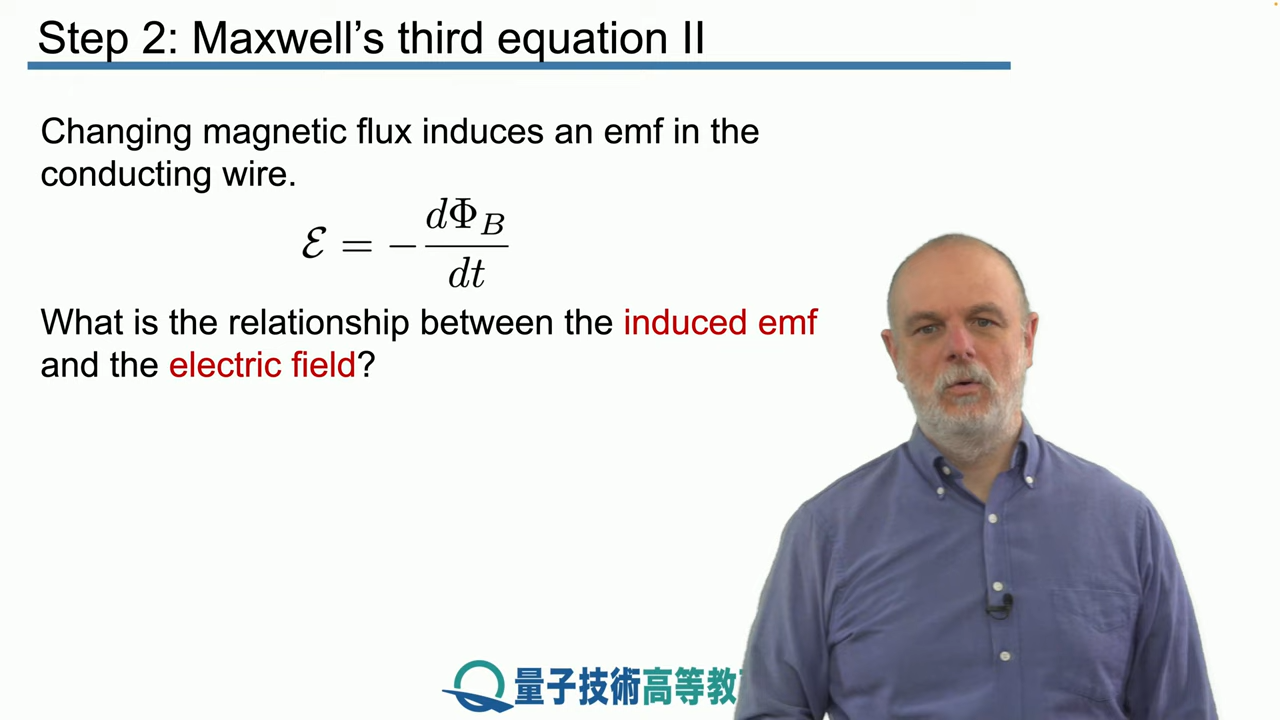 Step 2: Maxwell’s third equation II
Changing magnetic flux induces an emf in the
conducting wire.
ℰ = − dΦ_B / dt
What is the relationship between the induced emf
and the electric field?
量子技術高等教